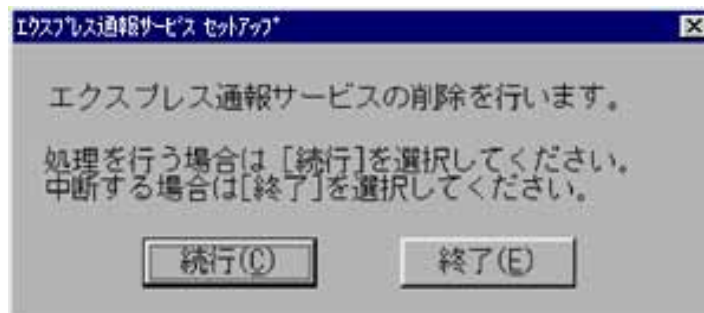 ｴｸｽﾌﾟﾚｽ通報ｻｰﾋﾞｽ ｾｯﾄｱｯﾌﾟ
エクスプレス通報サービスの削除を行います。
処理を行う場合は [続行]を選択してください。
中断する場合は[終了]を選択してください。
続行(C) 終了(E)